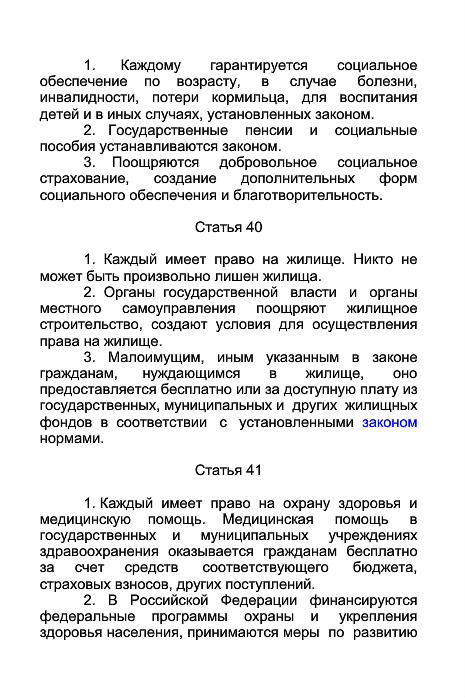 1. Каждому гарантируется социальное
обеспечение по возрасту, в случае болезни,
инвалидности, потери кормильца, для воспитания
детей и в иных случаях, установленных законом.
2. Государственные пенсии и социальные
пособия устанавливаются законом.
3. Поощряются добровольное социальное
страхование, создание дополнительных форм
социального обеспечения и благотворительность.
Статья 40
1. Каждый имеет право на жилище. Никто не
может быть произвольно лишен жилища.
2. Органы государственной власти и органы
местного самоуправления поощряют жилищное
строительство, создают условия для осуществления
права на жилище.
3. Малоимущим, иным указанным в законе
гражданам, нуждающимся в жилище, оно
предоставляется бесплатно или за доступную плату из
государственных, муниципальных и других жилищных
фондов в соответствии с установленными законом
нормами.
Статья 41
1. Каждый имеет право на охрану здоровья и
медицинскую помощь. Медицинская помощь в
государственных и муниципальных учреждениях
здравоохранения оказывается гражданам бесплатно
за счет средств соответствующего бюджета,
страховых взносов, других поступлений.
2. В Российской Федерации финансируются
федеральные программы охраны и укрепления
здоровья населения, принимаются меры по развитию